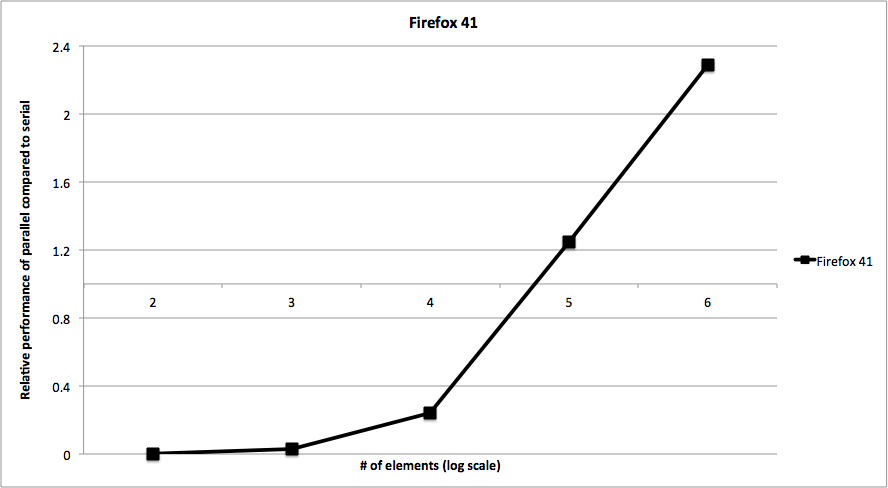 Firefox 41
Relative performance of parallel compared to serial
2.4
2
1.6
1.2
0.8
0.4
0
2 3 4 5 6
# of elements (log scale)
Firefox 41